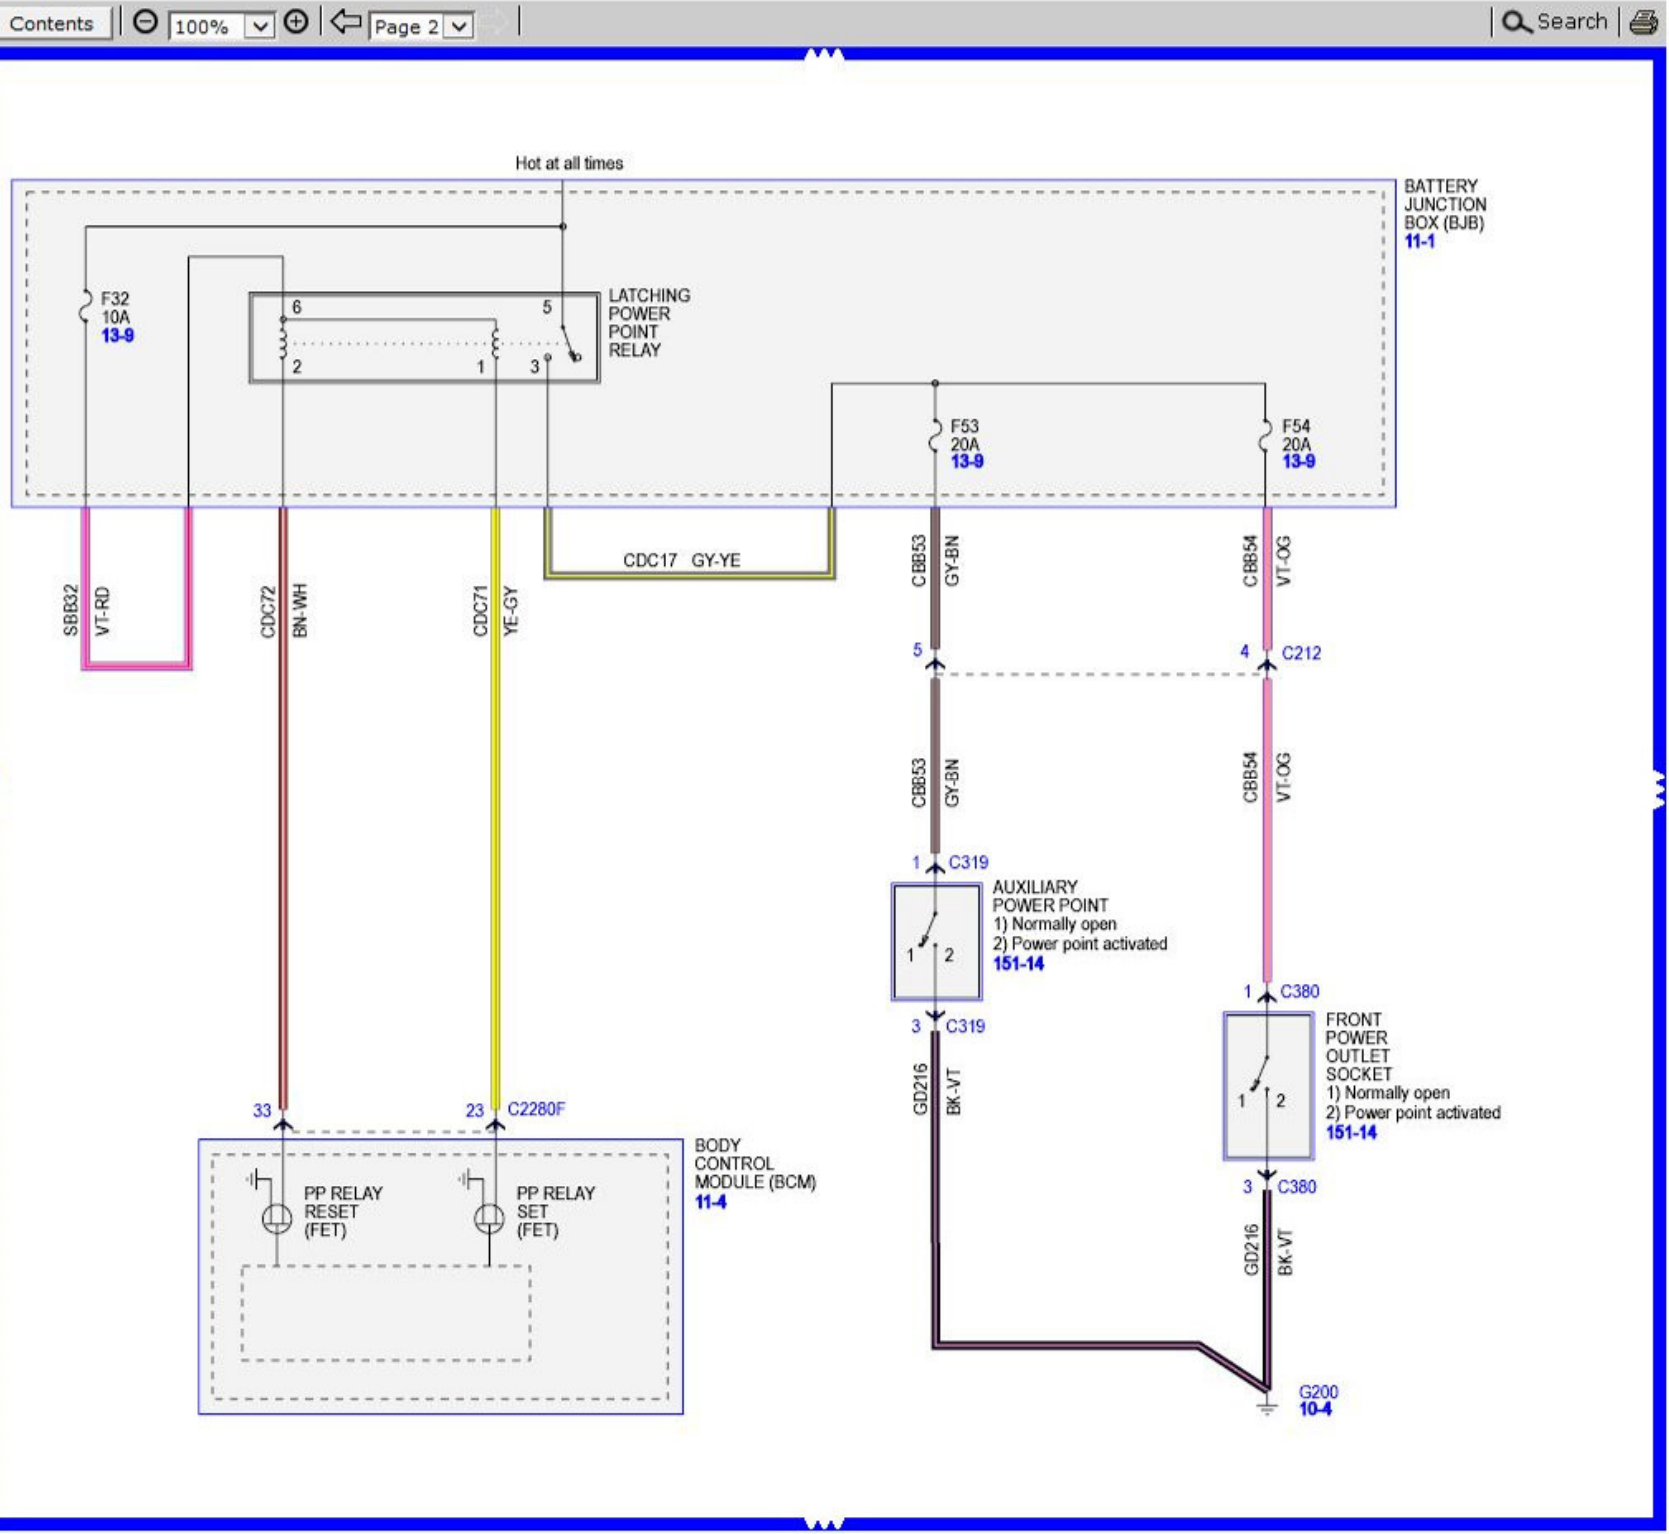 Contents
100%
Page 2
Search
Hot at all times
BATTERY
JUNCTION
BOX (BJB)
11-1
F32
10A
13-9
6
5
2
1
3
LATCHING
POWER
POINT
RELAY
F53
20A
13-9
F54
20A
13-9
SBB32
VT-RD
CDC72
BN-WH
CDC71
YE-GY
CDC17 GY-YE
CBB53
GY-BN
CBB54
VT-OG
5
4 C212
CBB53
GY-BN
CBB54
VT-OG
1 C319
AUXILIARY
POWER POINT
1) Normally open
2) Power point activated
151-14
1 2
3 C319
GD216
BK-VT
1 C380
FRONT
POWER
OUTLET
SOCKET
1) Normally open
2) Power point activated
151-14
1 2
3 C380
GD216
BK-VT
33
23 C2280F
BODY
CONTROL
MODULE (BCM)
11-4
PP RELAY
RESET
(FET)
PP RELAY
SET
(FET)
G200
10-4